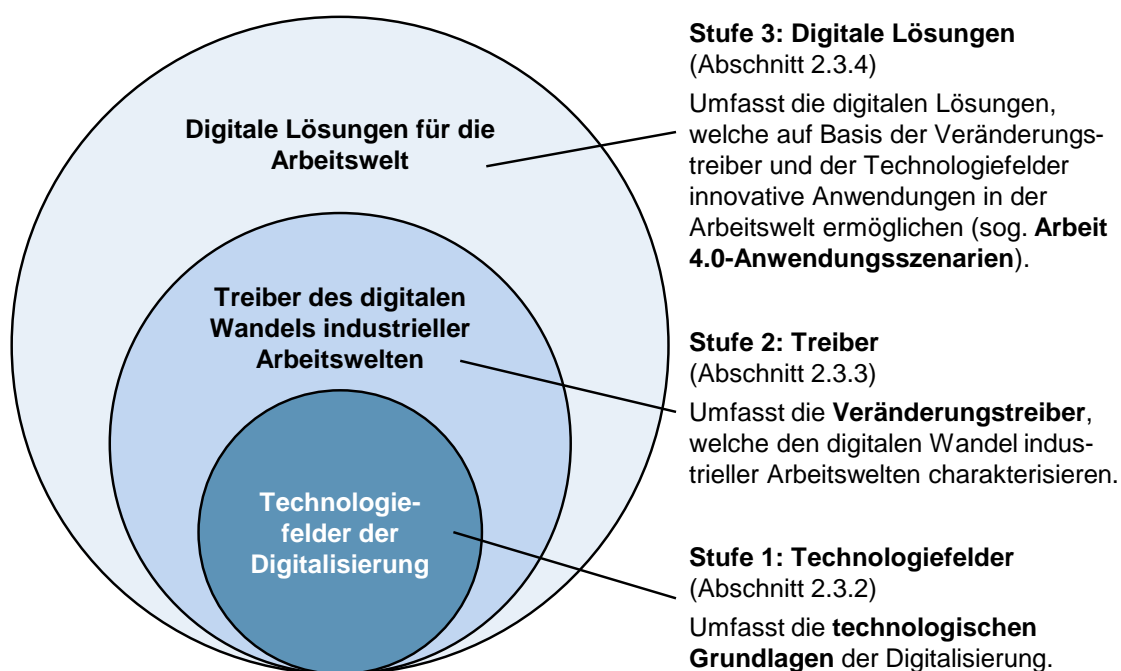 Digitale Lösungen für die
Arbeitswelt
Treiber des digitalen
Wandels industrieller
Arbeitswelten
Technologie-
felder der
Digitalisierung
Stufe 3: Digitale Lösungen
(Abschnitt 2.3.4)
Umfasst die digitalen Lösungen,
welche auf Basis der Veränderungs-
treiber und der Technologiefelder
innovative Anwendungen in der
Arbeitswelt ermöglichen (sog. Arbeit
4.0-Anwendungsszenarien).
Stufe 2: Treiber
(Abschnitt 2.3.3)
Umfasst die Veränderungstreiber,
welche den digitalen Wandel indus-
trieller Arbeitswelten charakterisieren.
Stufe 1: Technologiefelder
(Abschnitt 2.3.2)
Umfasst die technologischen
Grundlagen der Digitalisierung.